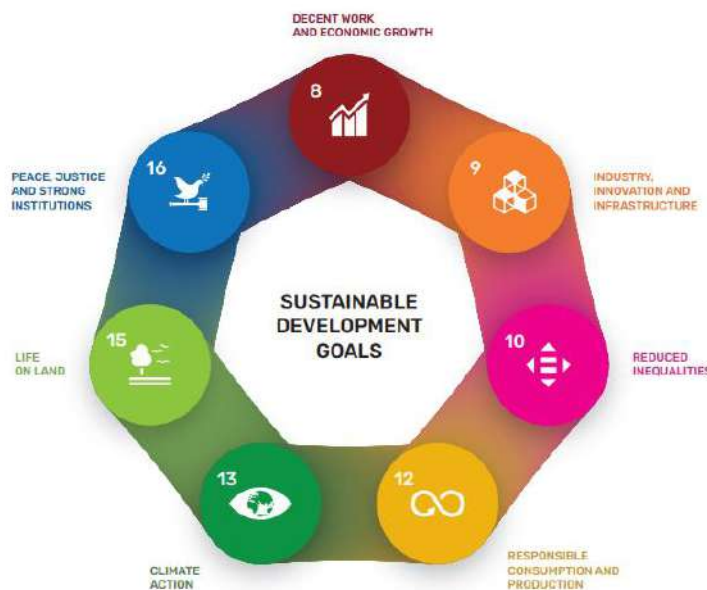 DECENT WORK
AND ECONOMIC GROWTH
8
9
INDUSTRY,
INNOVATION AND
INFRASTRUCTURE
10
REDUCED
INEQUALITIES
12
RESPONSIBLE
CONSUMPTION AND
PRODUCTION
13
CLIMATE
ACTION
15
LIFE
ON LAND
16
PEACE, JUSTICE
AND STRONG
INSTITUTIONS
SUSTAINABLE
DEVELOPMENT
GOALS